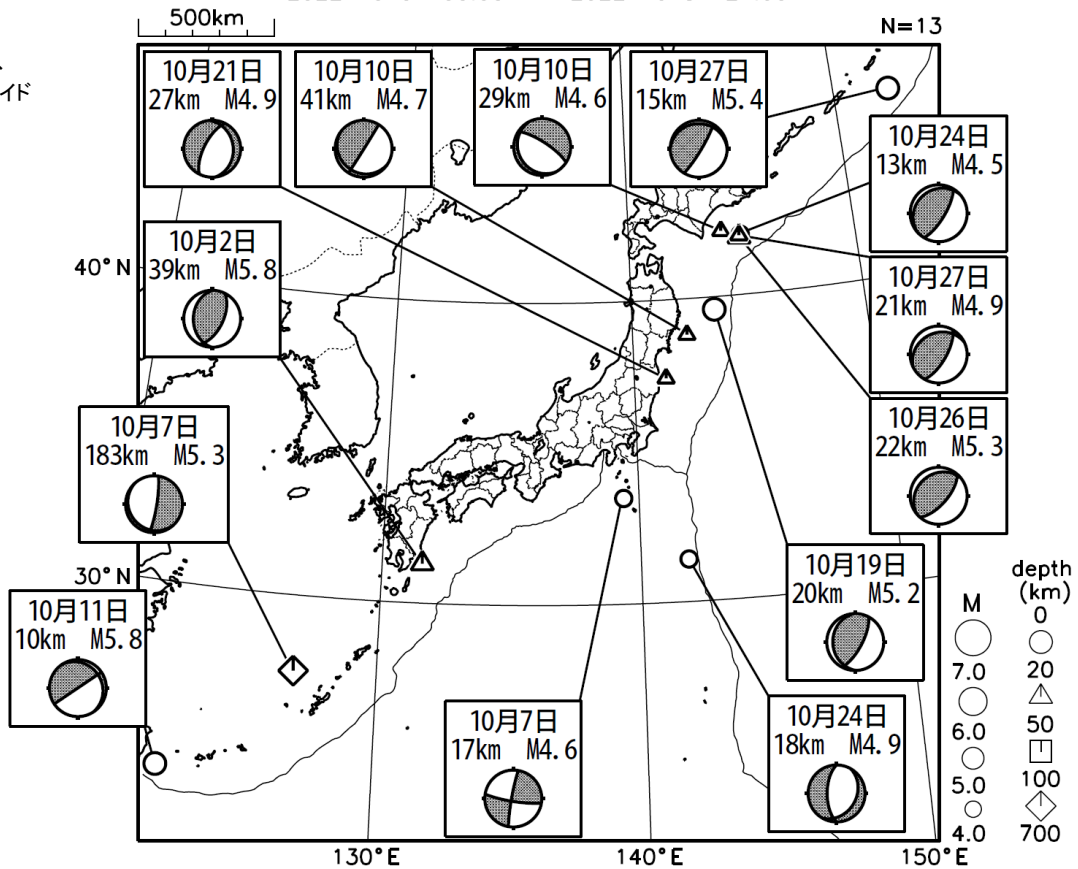 500km
N=13
イド
10月21日
27km M4.9
10月10日
41km M4.7
10月10日
29km M4.6
10月27日
15km M5.4
10月24日
13km M4.5
10月2日
39km M5.8
40°N
10月27日
21km M4.9
10月7日
183km M5.3
10月26日
22km M5.3
30°N
10月11日
10km M5.8
10月19日
20km M5.2
10月7日
17km M4.6
10月24日
18km M4.9
M
7.0
6.0
5.0
4.0
depth
(km)
0
20
50
100
700
130°E
140°E
150°E